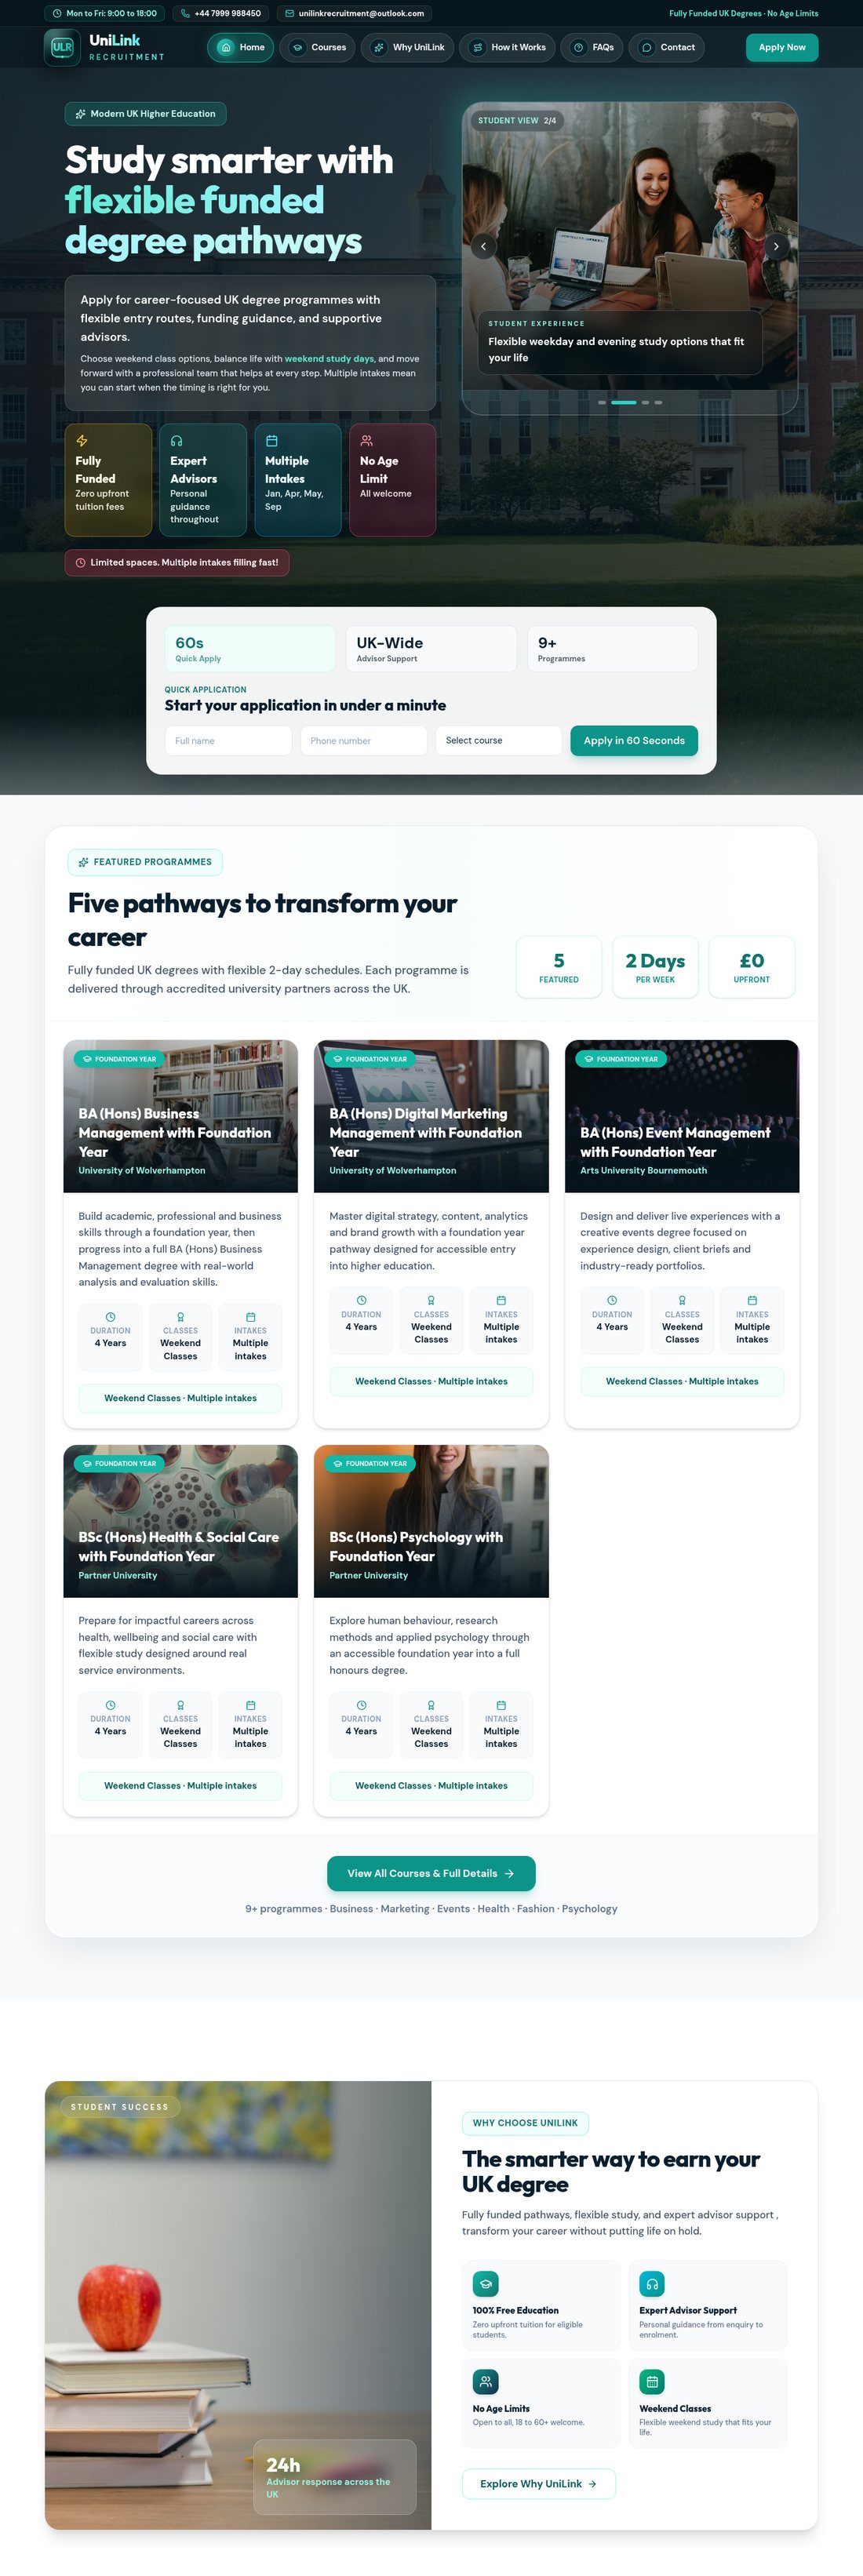 Mon to Fri: 9:00 to 18:00
+44 7999 988450
unilinkrecruitment@outlook.com
Fully Funded UK Degrees · No Age Limits
ULR
UniLink
RECRUITMENT
Home
Courses
Why UniLink
How it Works
FAQs
Contact
Apply Now
Modern UK Higher Education
Study smarter with
flexible funded
degree pathways
Apply for career-focused UK degree programmes with
flexible entry routes, funding guidance, and supportive
advisors.
Choose weekend class options, balance life with weekend study days, and move
forward with a professional team that helps at every step. Multiple intakes mean
you can start when the timing is right for you.
Fully
Funded
Zero upfront
tuition fees
Expert
Advisors
Personal
guidance
throughout
Multiple
Intakes
Jan, Apr, May,
Sep
No Age
Limit
All welcome
Limited spaces. Multiple intakes filling fast!
STUDENT VIEW 2/4
STUDENT EXPERIENCE
Flexible weekday and evening study options that fit
your life
60s
Quick Apply
UK-Wide
Advisor Support
9+
Programmes
QUICK APPLICATION
Start your application in under a minute
Full name
Phone number
Select course
Apply in 60 Seconds
FEATURED PROGRAMMES
Five pathways to transform your
career
Fully funded UK degrees with flexible 2-day schedules. Each programme is
delivered through accredited university partners across the UK.
5
FEATURED
2 Days
PER WEEK
£0
UPFRONT
FOUNDATION YEAR
BA (Hons) Business
Management with Foundation
Year
University of Wolverhampton
Build academic, professional and business
skills through a foundation year, then
progress into a full BA (Hons) Business
Management degree with real-world
analysis and evaluation skills.
DURATION
4 Years
CLASSES
Weekend
Classes
INTAKES
Multiple
intakes
Weekend Classes · Multiple intakes
FOUNDATION YEAR
BA (Hons) Digital Marketing
Management with Foundation
Year
University of Wolverhampton
Master digital strategy, content, analytics
and brand growth with a foundation year
pathway designed for accessible entry
into higher education.
DURATION
4 Years
CLASSES
Weekend
Classes
INTAKES
Multiple
intakes
Weekend Classes · Multiple intakes
FOUNDATION YEAR
BA (Hons) Event Management
with Foundation Year
Arts University Bournemouth
Design and deliver live experiences with a
creative events degree focused on
experience design, client briefs and
industry-ready portfolios.
DURATION
4 Years
CLASSES
Weekend
Classes
INTAKES
Multiple
intakes
Weekend Classes · Multiple intakes
FOUNDATION YEAR
BSc (Hons) Health & Social Care
with Foundation Year
Partner University
Prepare for impactful careers across
health, wellbeing and social care with
flexible study designed around real
service environments.
DURATION
4 Years
CLASSES
Weekend
Classes
INTAKES
Multiple
intakes
Weekend Classes · Multiple intakes
FOUNDATION YEAR
BSc (Hons) Psychology with
Foundation Year
Partner University
Explore human behaviour, research
methods and applied psychology through
an accessible foundation year into a full
honours degree.
DURATION
4 Years
CLASSES
Weekend
Classes
INTAKES
Multiple
intakes
Weekend Classes · Multiple intakes
View All Courses & Full Details
9+ programmes · Business · Marketing · Events · Health · Fashion · Psychology
STUDENT SUCCESS
24h
Advisor response across the
UK
WHY CHOOSE UNILINK
The smarter way to earn your
UK degree
Fully funded pathways, flexible study, and expert advisor support ,
transform your career without putting life on hold.
100% Free Education
Zero upfront tuition for eligible
students.
Expert Advisor Support
Personal guidance from enquiry to
enrolment.
No Age Limits
Open to all, 18 to 60+ welcome.
Weekend Classes
Flexible weekend study that fits your
life.
Explore Why UniLink